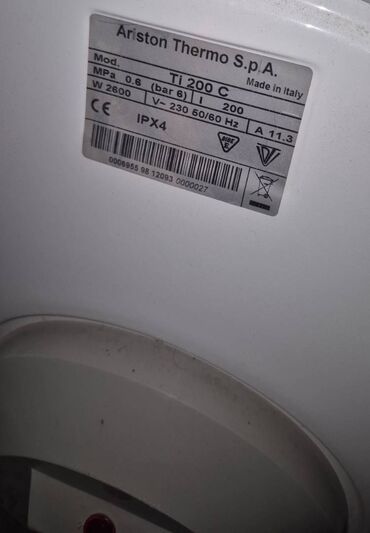 Ariston Thermo S.p.A.
Made in Italy
Mod. Ti 200 C
MPa 0.6 (bar 6) l 200
W 2600 V~ 230 50/60 Hz A 11.3
CE IPX4
0006955 98 12093 0000027